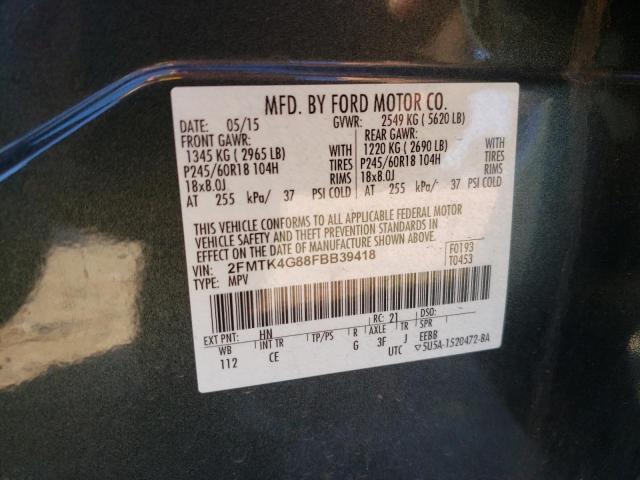 MFD. BY FORD MOTOR CO.
DATE: 05/15 GVWR: 2549 KG ( 5620 LB)
FRONT GAWR: REAR GAWR:
1345 KG ( 2965 LB) WITH 1220 KG ( 2690 LB) WITH
P245/60R18 104H TIRES P245/60R18 104H TIRES
18x8.0J RIMS 18x8.0J RIMS
AT 255 kPa/ 37 PSI COLD AT 255 kPa/ 37 PSI COLD
THIS VEHICLE CONFORMS TO ALL APPLICABLE FEDERAL MOTOR
VEHICLE SAFETY AND THEFT PREVENTION STANDARDS IN
EFFECT ON THE DATE OF MANUFACTURE SHOWN ABOVE.
VIN: 2FMTK4G88FBB39418 F0193
TYPE: MPV T0453
EXT PNT: HN RC: 21 DSO:
WB INT TR TP/PS R AXLE TR SPR
112 CE G 3F J EEBB
UTC ▽5U5A-1520472-BA